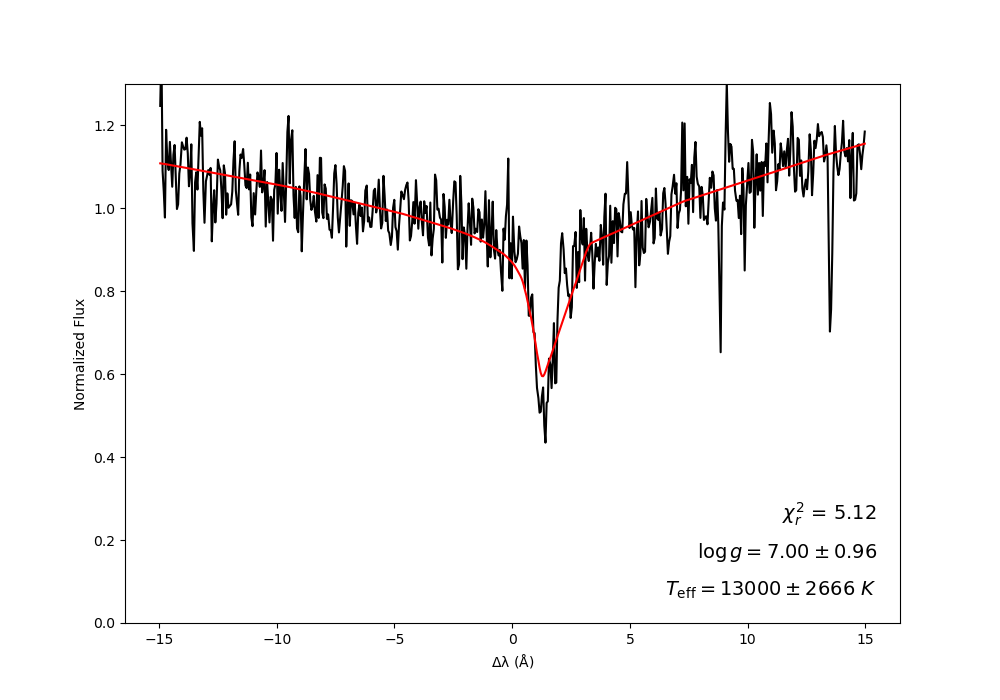 1.2
1.0
0.8
0.6
0.4
0.2
0.0
Normalized Flux
χ²ᵣ = 5.12
log g = 7.00 ± 0.96
T_eff = 13000 ± 2666 K
−15 −10 −5 0 5 10 15
Δλ (Å)